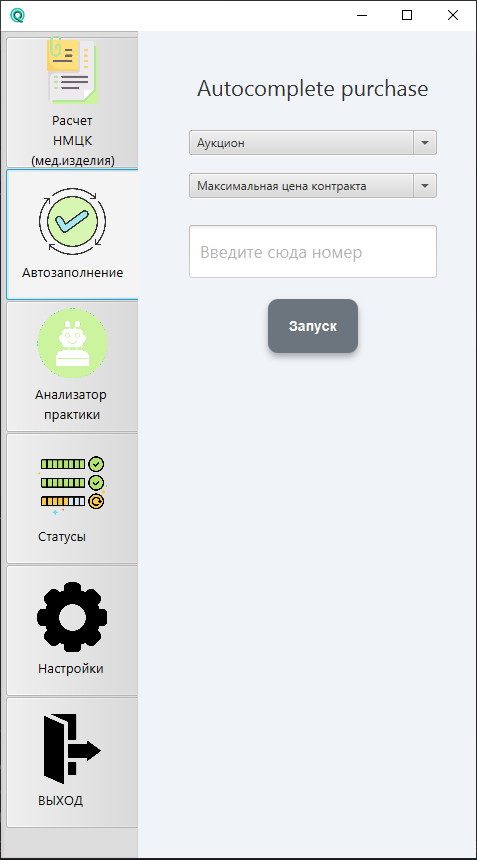 Расчет
НМЦК
(мед.изделия)
Автозаполнение
Анализатор
практики
Статусы
Настройки
ВЫХОД
Autocomplete purchase
Аукцион
Максимальная цена контракта
Введите сюда номер
Запуск